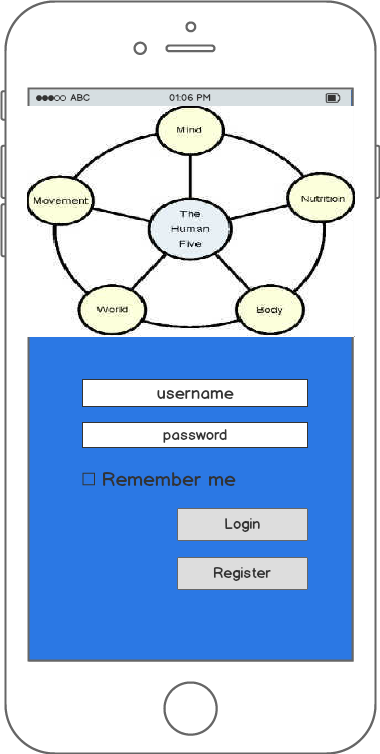 ABC 01:06 PM
Mind
Movement
Nutrition
The
Human
Five
World
Body
username
password
Remember me
Login
Register